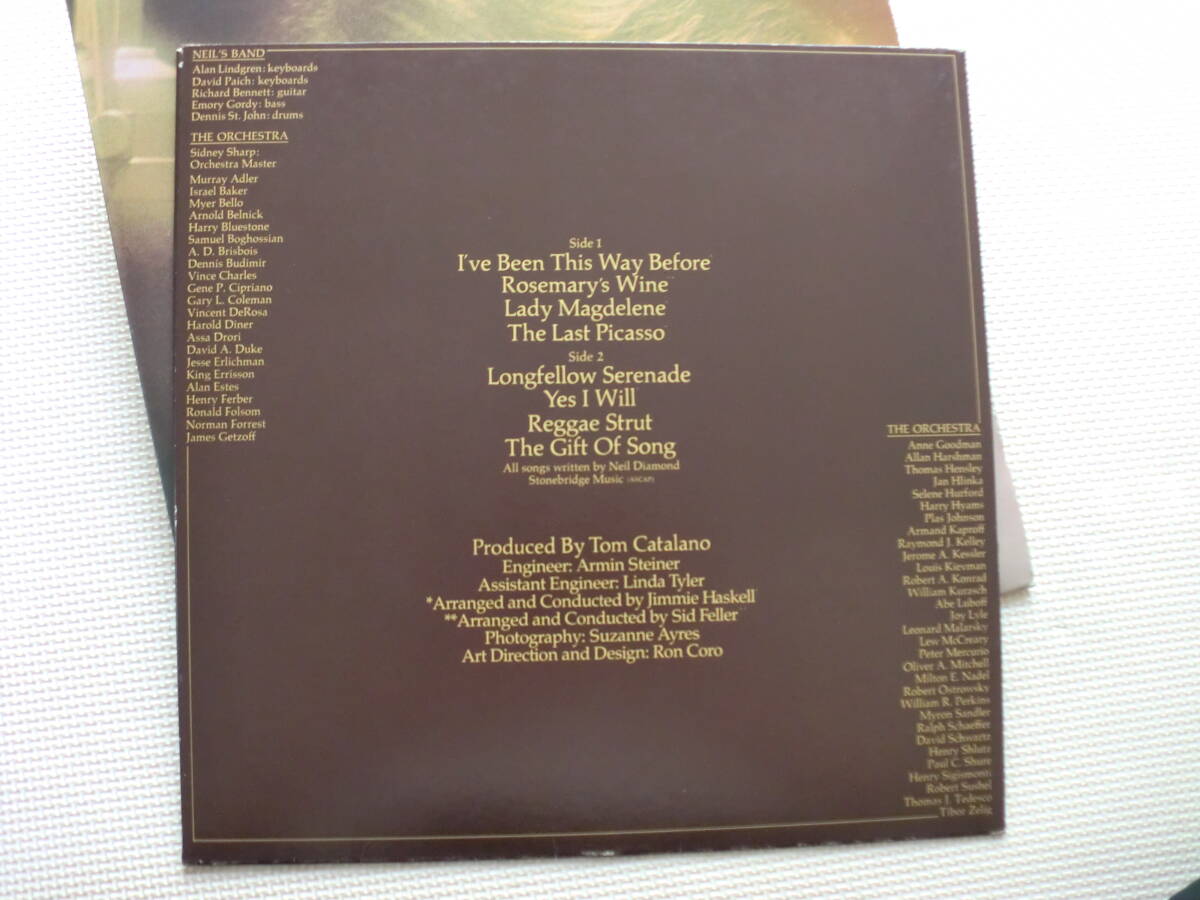 NEIL'S BAND
Alan Lindgren: keyboards
David Paich: keyboards
Richard Bennett: guitar
Emory Gordy: bass
Dennis St. John: drums
THE ORCHESTRA
Sidney Sharp:
Orchestra Master
Murray Adler
Israel Baker
Myer Bello
Arnold Belnick
Harry Bluestone
Samuel Boghossian
A. D. Brisbois
Dennis Budimir
Vince Charles
Gene P. Cipriano
Gary L. Coleman
Vincent DeRosa
Harold Diner
Assa Drori
David A. Duke
Jesse Erlichman
King Errisson
Alan Estes
Henry Ferber
Ronald Folsom
Norman Forrest
James Getzoff
Side 1
I've Been This Way Before
Rosemary's Wine
Lady Magdelene
The Last Picasso
Side 2
Longfellow Serenade
Yes I Will
Reggae Strut
The Gift Of Song
All songs written by Neil Diamond
Stonebridge Music (ASCAP)
Produced By Tom Catalano
Engineer: Armin Steiner
Assistant Engineer: Linda Tyler
*Arranged and Conducted by Jimmie Haskell
**Arranged and Conducted by Sid Feller
Photography: Suzanne Ayres
Art Direction and Design: Ron Coro
THE ORCHESTRA
Anne Goodman
Allan Harshman
Thomas Hensley
Jan Hlinka
Selene Hurford
Harry Hyams
Plas Johnson
Armand Kaproff
Raymond J. Kelley
Jerome A. Kessler
Louis Kievman
Robert A. Konrad
William Kurasch
Abe Luboff
Joy Lyle
Leonard Malarsky
Lew McCreary
Peter Mercurio
Oliver A. Mitchell
Milton E. Nadel
Robert Ostrowsky
William R. Perkins
Myron Sandler
Ralph Schaeffer
David Schwartz
Henry Shlutz
Paul C. Shure
Henry Sigismonti
Robert Sushel
Thomas J. Tedesco
Tibor Zelig